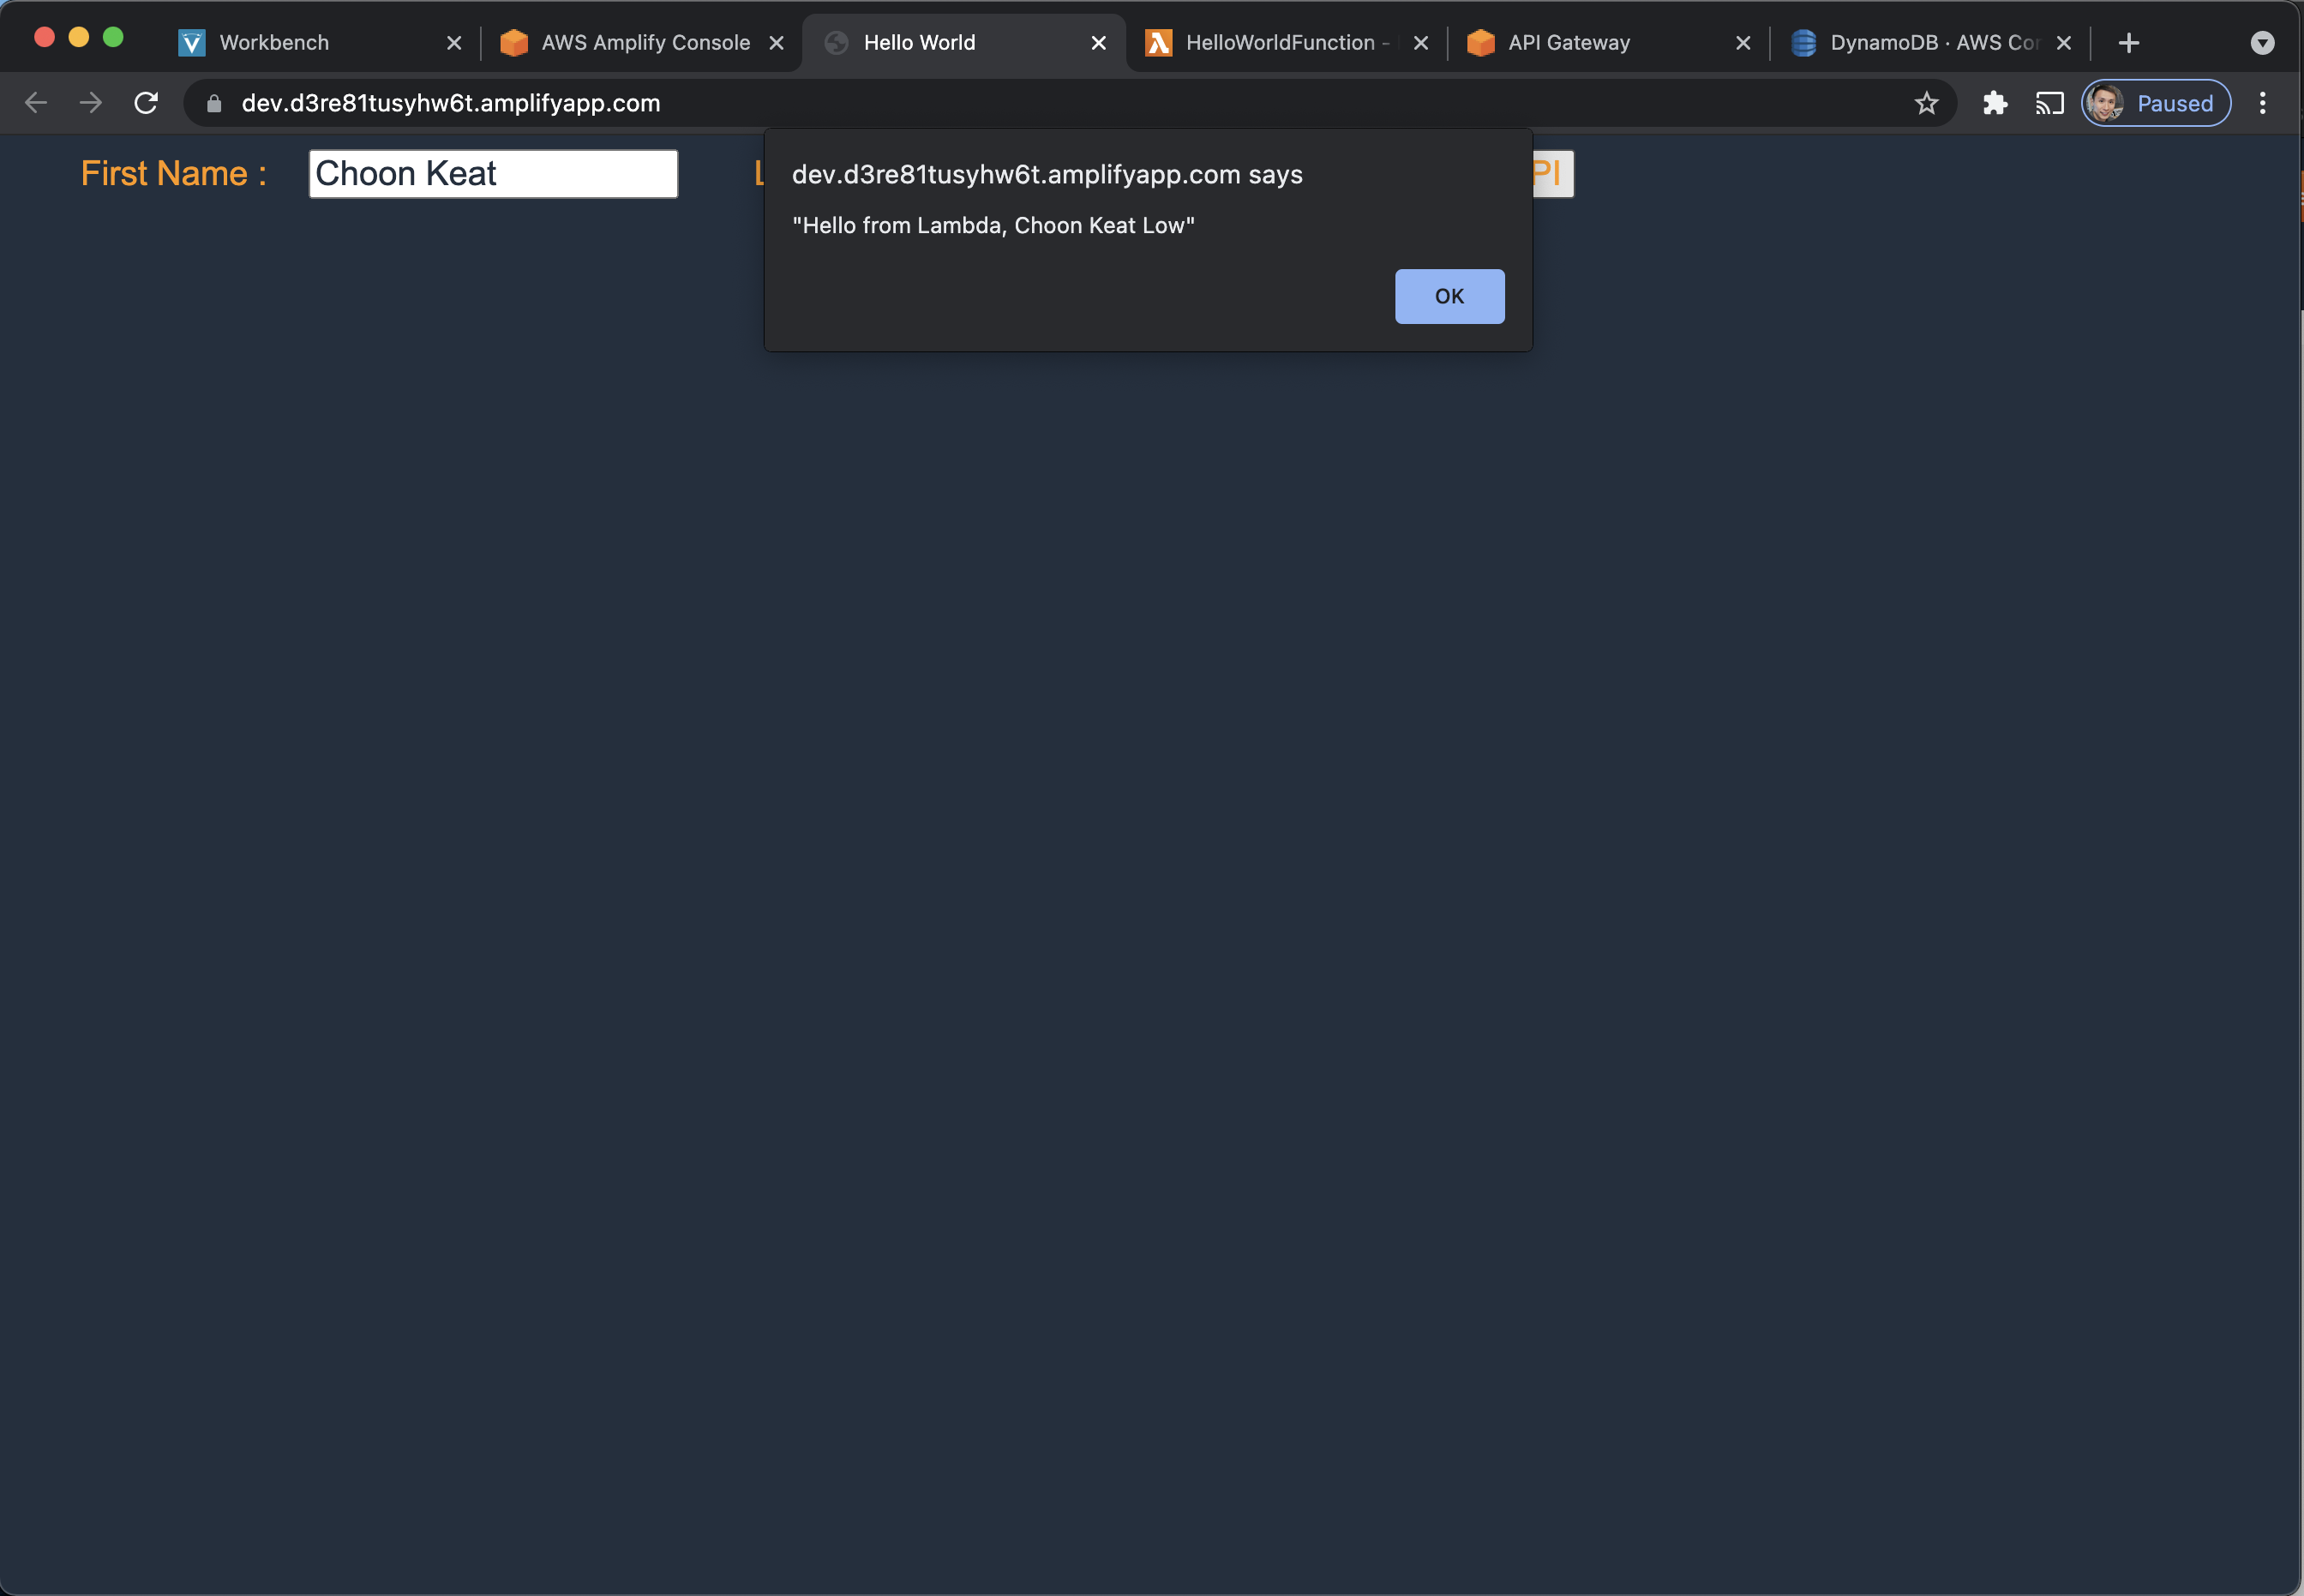 Workbench
AWS Amplify Console
Hello World
HelloWorldFunction -
API Gateway
DynamoDB · AWS Cor
dev.d3re81tusyhw6t.amplifyapp.com
Paused
First Name :
Choon Keat
L
PI
dev.d3re81tusyhw6t.amplifyapp.com says
"Hello from Lambda, Choon Keat Low"
OK